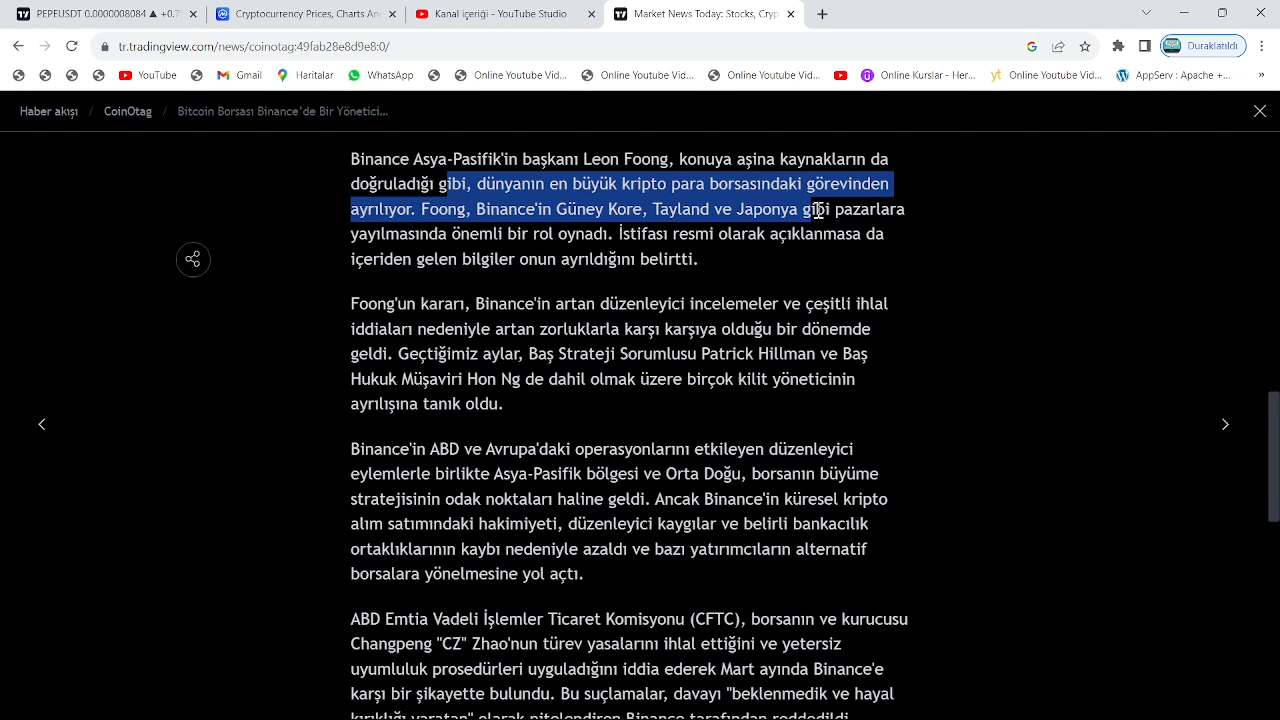 PEPEUSDT 0.0000008084 ▲ +0.7
Cryptocurrency Prices, Charts An
Kanal içeriği - YouTube Studio
Market News Today: Stocks, Cryp
tr.tradingview.com/news/coinotag:49fab28e8d9e8:0/
Duraklatıldı
YouTube
Gmail
Haritalar
WhatsApp
Online Youtube Vid...
Online Youtube Vid...
Online Youtube Vid...
Online Kurslar - Her...
yt Online Youtube Vid...
AppServ : Apache +...
»
Haber akışı / CoinOtag / Bitcoin Borsası Binance'de Bir Yönetici...
Binance Asya-Pasifik'in başkanı Leon Foong, konuya aşina kaynakların da
doğruladığı gibi, dünyanın en büyük kripto para borsasındaki görevinden
ayrılıyor. Foong, Binance'in Güney Kore, Tayland ve Japonya gibi pazarlara
yayılmasında önemli bir rol oynadı. İstifası resmi olarak açıklanmasa da
içeriden gelen bilgiler onun ayrıldığını belirtti.
Foong'un kararı, Binance'in artan düzenleyici incelemeler ve çeşitli ihlal
iddiaları nedeniyle artan zorluklarla karşı karşıya olduğu bir dönemde
geldi. Geçtiğimiz aylar, Baş Strateji Sorumlusu Patrick Hillman ve Baş
Hukuk Müşaviri Hon Ng de dahil olmak üzere birçok kilit yöneticinin
ayrılışına tanık oldu.
Binance'in ABD ve Avrupa'daki operasyonlarını etkileyen düzenleyici
eylemlerle birlikte Asya-Pasifik bölgesi ve Orta Doğu, borsanın büyüme
stratejisinin odak noktaları haline geldi. Ancak Binance'in küresel kripto
alım satımındaki hakimiyeti, düzenleyici kaygılar ve belirli bankacılık
ortaklıklarının kaybı nedeniyle azaldı ve bazı yatırımcıların alternatif
borsalara yönelmesine yol açtı.
ABD Emtia Vadeli İşlemler Ticaret Komisyonu (CFTC), borsanın ve kurucusu
Changpeng "CZ" Zhao'nun türev yasalarını ihlal ettiğini ve yetersiz
uyumluluk prosedürleri uyguladığını iddia ederek Mart ayında Binance'e
karşı bir şikayette bulundu. Bu suçlamalar, davayı "beklenmedik ve hayal
kırıklığı yaratan" olarak nitelendiren Binance tarafından reddedildi